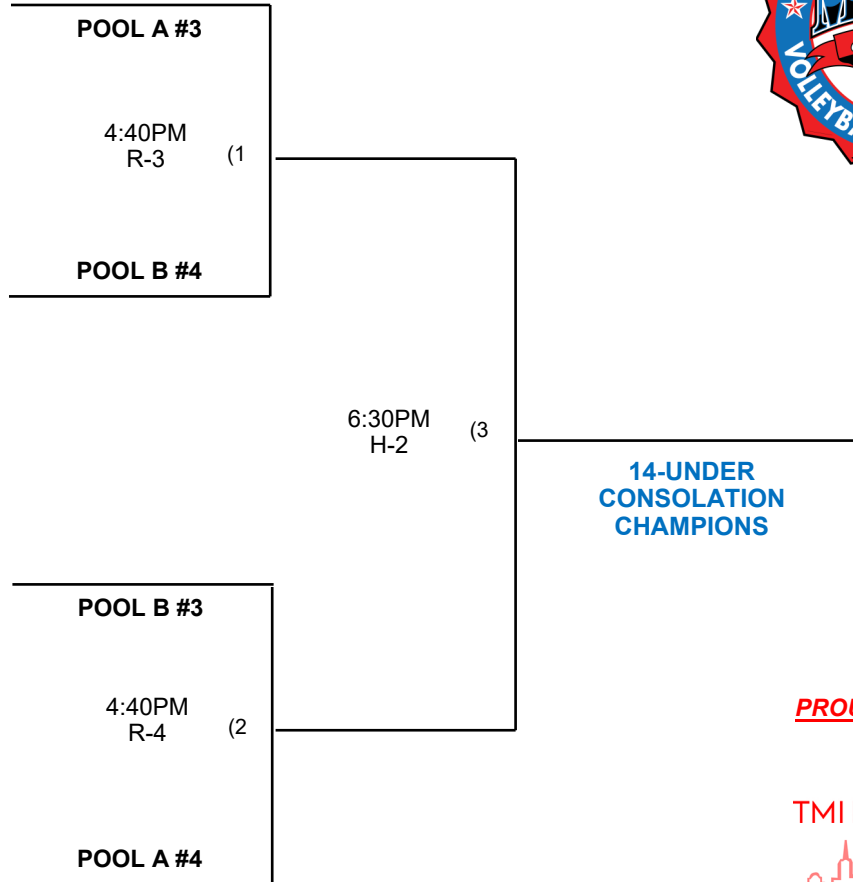 POOL A #3
4:40PM
R-3 (1
POOL B #4
6:30PM
H-2 (3
14-UNDER
CONSOLATION
CHAMPIONS
POOL B #3
4:40PM
R-4 (2
POOL A #4
TMI